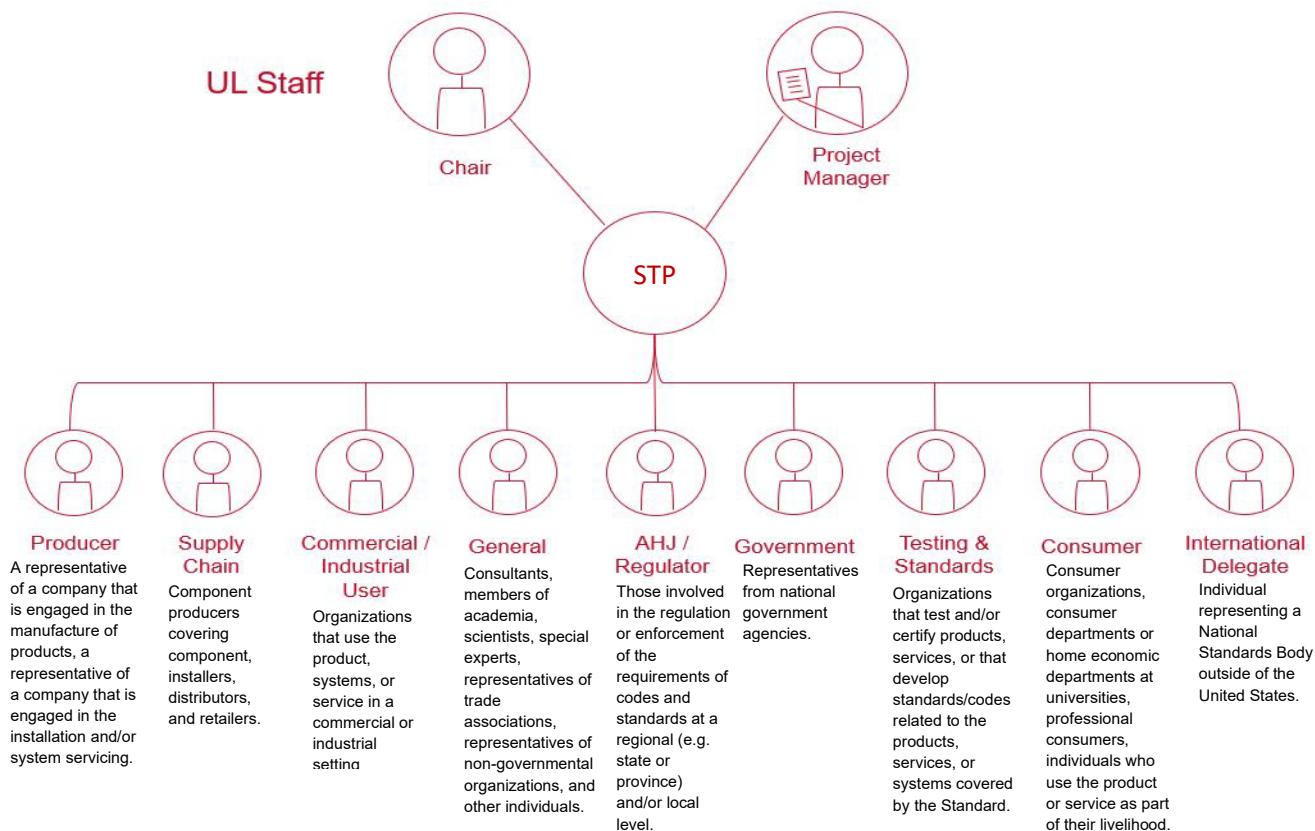 UL Staff
Chair
Project
Manager
STP
Producer
A representative
of a company that
is engaged in the
manufacture of
products, a
representative of
a company that is
engaged in the
installation and/or
system servicing.
Supply
Chain
Component
producers
covering
component,
installers,
distributors,
and retailers.
Commercial /
Industrial
User
Organizations
that use the
product,
systems, or
service in a
commercial or
industrial
setting
General
Consultants,
members of
academia,
scientists, special
experts,
representatives of
trade
associations,
representatives of
non-governmental
organizations, and
other individuals.
AHJ /
Regulator
Those involved
in the regulation
or enforcement
of the
requirements of
codes and
standards at a
regional (e.g.
state or
province)
and/or local
level.
Government
Representatives
from national
government
agencies.
Testing &
Standards
Organizations
that test and/or
certify products,
services, or that
develop
standards/codes
related to the
products,
services, or
systems covered
by the Standard.
Consumer
Consumer
organizations,
consumer
departments or
home economic
departments at
universities,
professional
consumers,
individuals who
use the product
or service as part
of their livelihood.
International
Delegate
Individual
representing a
National
Standards Body
outside of the
United States.